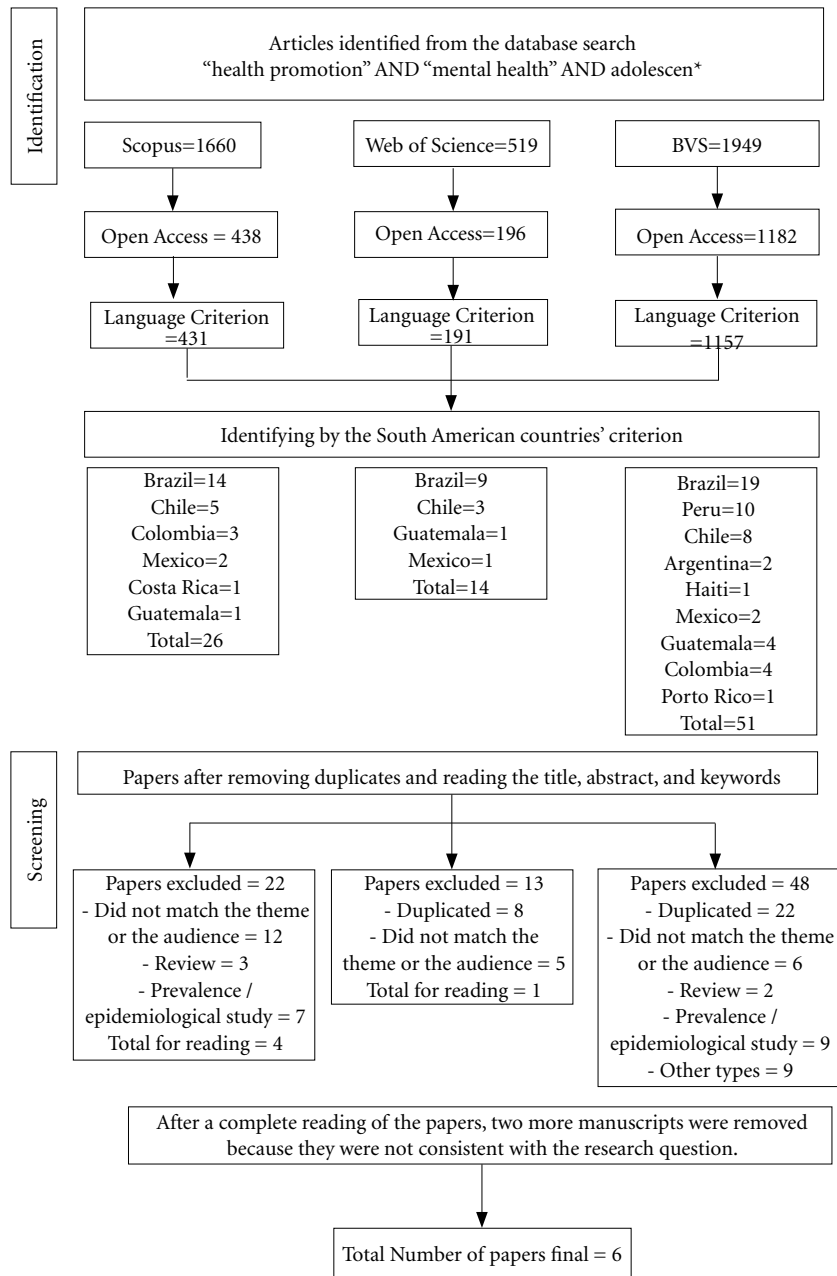 Identification
Articles identified from the database search
“health promotion” AND “mental health” AND adolescen*
Scopus=1660
Web of Science=519
BVS=1949
Open Access = 438
Open Access=196
Open Access=1182
Language Criterion
=431
Language Criterion
=191
Language Criterion
=1157
Identifying by the South American countries’ criterion
Brazil=14
Chile=5
Colombia=3
Mexico=2
Costa Rica=1
Guatemala=1
Total=26
Brazil=9
Chile=3
Guatemala=1
Mexico=1
Total=14
Brazil=19
Peru=10
Chile=8
Argentina=2
Haiti=1
Mexico=2
Guatemala=4
Colombia=4
Porto Rico=1
Total=51
Screening
Papers after removing duplicates and reading the title, abstract, and keywords
Papers excluded = 22
- Did not match the theme
or the audience = 12
- Review = 3
- Prevalence /
epidemiological study = 7
Total for reading = 4
Papers excluded = 13
- Duplicated = 8
- Did not match the
theme or the audience = 5
Total for reading = 1
Papers excluded = 48
- Duplicated = 22
- Did not match the theme
or the audience = 6
- Review = 2
- Prevalence /
epidemiological study = 9
- Other types = 9
After a complete reading of the papers, two more manuscripts were removed
because they were not consistent with the research question.
Total Number of papers final = 6